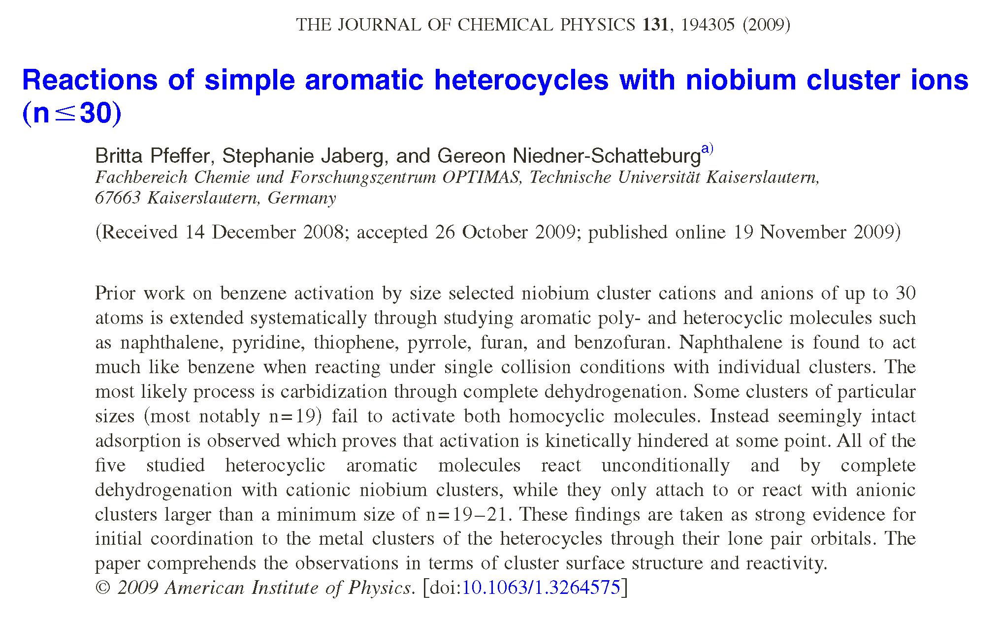 THE JOURNAL OF CHEMICAL PHYSICS 131, 194305 (2009)
Reactions of simple aromatic heterocycles with niobium cluster ions
(n≦30)
Britta Pfeffer, Stephanie Jaberg, and Gereon Niedner-Schatteburg a)
Fachbereich Chemie und Forschungszentrum OPTIMAS, Technische Universität Kaiserslautern,
67663 Kaiserslautern, Germany
(Received 14 December 2008; accepted 26 October 2009; published online 19 November 2009)
Prior work on benzene activation by size selected niobium cluster cations and anions of up to 30
atoms is extended systematically through studying aromatic poly- and heterocyclic molecules such
as naphthalene, pyridine, thiophene, pyrrole, furan, and benzofuran. Naphthalene is found to act
much like benzene when reacting under single collision conditions with individual clusters. The
most likely process is carbidization through complete dehydrogenation. Some clusters of particular
sizes (most notably n=19) fail to activate both homocyclic molecules. Instead seemingly intact
adsorption is observed which proves that activation is kinetically hindered at some point. All of the
five studied heterocyclic aromatic molecules react unconditionally and by complete
dehydrogenation with cationic niobium clusters, while they only attach to or react with anionic
clusters larger than a minimum size of n=19–21. These findings are taken as strong evidence for
initial coordination to the metal clusters of the heterocycles through their lone pair orbitals. The
paper comprehends the observations in terms of cluster surface structure and reactivity.
© 2009 American Institute of Physics. [doi:10.1063/1.3264575]